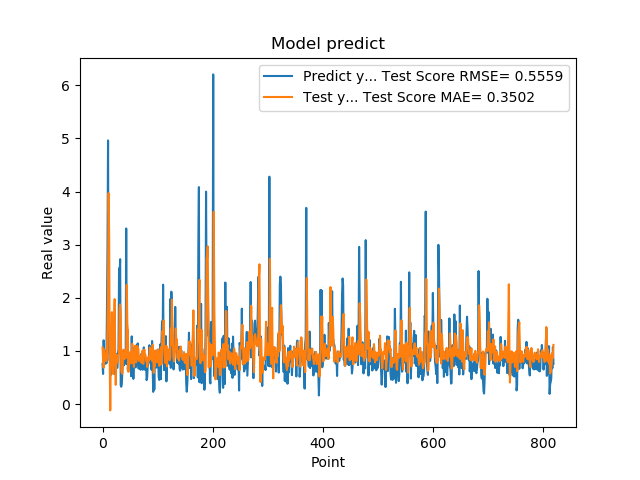 Model predict
Predict y... Test Score RMSE= 0.5559
Test y... Test Score MAE= 0.3502
Real value
6
5
4
3
2
1
0
0 200 400 600 800
Point